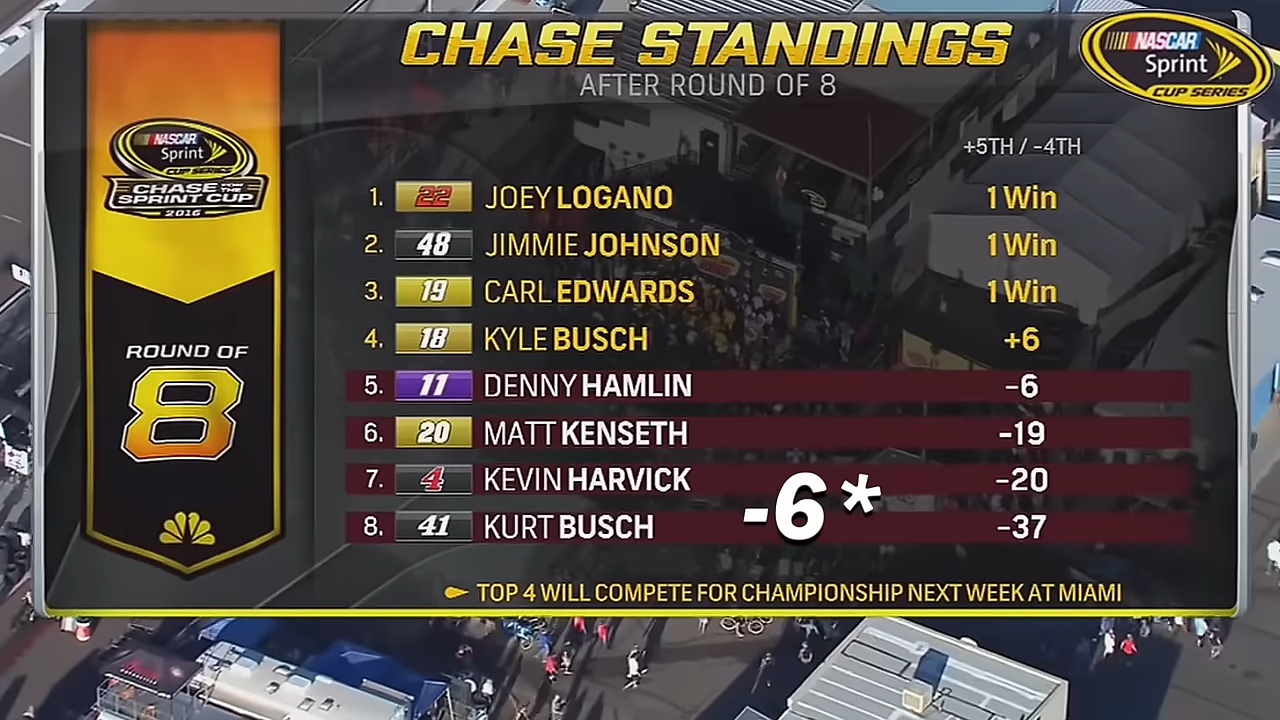 CHASE STANDINGS
AFTER ROUND OF 8
NASCAR
Sprint
CUP SERIES
+5TH / -4TH
NASCAR
Sprint
CUP SERIES
CHASE FOR THE
SPRINT CUP
2016
ROUND OF
8
1. 22 JOEY LOGANO 1 Win
2. 48 JIMMIE JOHNSON 1 Win
3. 19 CARL EDWARDS 1 Win
4. 18 KYLE BUSCH +6
5. 11 DENNY HAMLIN -6
6. 20 MATT KENSETH -19
7. 4 KEVIN HARVICK -20
-6*
8. 41 KURT BUSCH -37
TOP 4 WILL COMPETE FOR CHAMPIONSHIP NEXT WEEK AT MIAMI